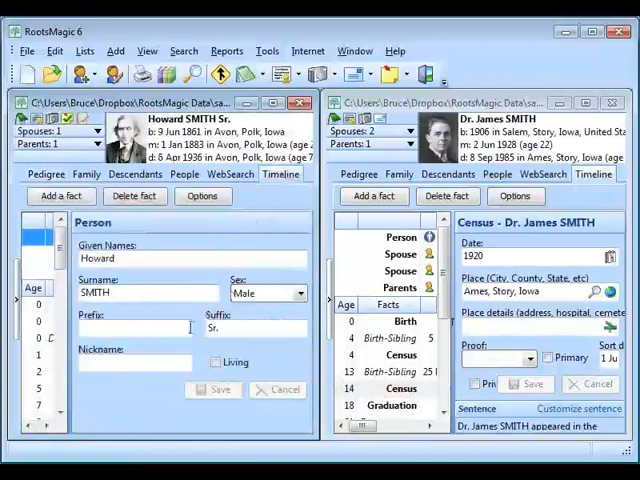 RootsMagic 6
File Edit Lists Add View Search Reports Tools Internet Window Help
C:\Users\Bruce\Dropbox\RootsMagic Data\sa...
Howard SMITH Sr.
Spouses: 1
b: 9 Jun 1861 in Avon, Polk, Iowa
m: 1 Jan 1883 in Avon, Polk, Iowa (age
Parents: 1
d: 6 Apr 1936 in Avon, Polk, Iowa (age 7
Pedigree Family Descendants People WebSearch Timeline
Add a fact Delete fact Options
Person
Given Names:
Howard
Surname: Sex:
SMITH Male
Prefix: Suffix:
Sr.
Nickname:
Living
Save Cancel
Age
0
0
0 D
1
2
5
7
C:\Users\Bruce\Dropbox\RootsMagic Data\sa...
Dr. James SMITH
Spouses: 2
b: 1906 in Salem, Story, Iowa, United Sta
m: 2 Jun 1928 (age 22)
Parents: 1
d: 8 Sep 1985 in Ames, Story, Iowa (age
Pedigree Family Descendants People WebSearch Timeline
Add a fact Delete fact Options
Person
Spouse
Spouse
Parents
Age Facts
0 Birth
4 Birth-Sibling 5
4 Census
13 Birth-Sibling 25
14 Census
18 Graduation
Census - Dr. James SMITH
Date:
1920
Place (City, County, State, etc)
Ames, Story, Iowa
Place details (address, hospital, cemete
Proof: Sort d
Primary 1 Ju
Priv Save Cancel
Sentence Customize sentence
Dr. James SMITH appeared in the